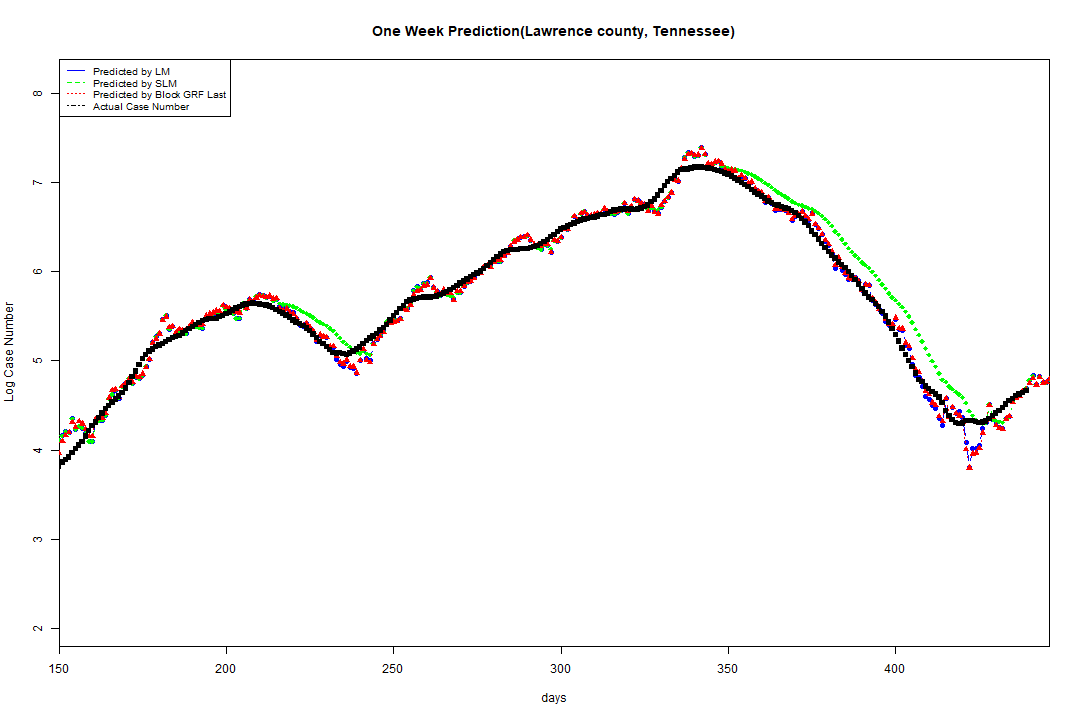 One Week Prediction(Lawrence county, Tennessee)
Predicted by LM
Predicted by SLM
Predicted by Block GRF Last
Actual Case Number
8
7
6
5
4
3
2
Log Case Number
150 200 250 300 350 400
days